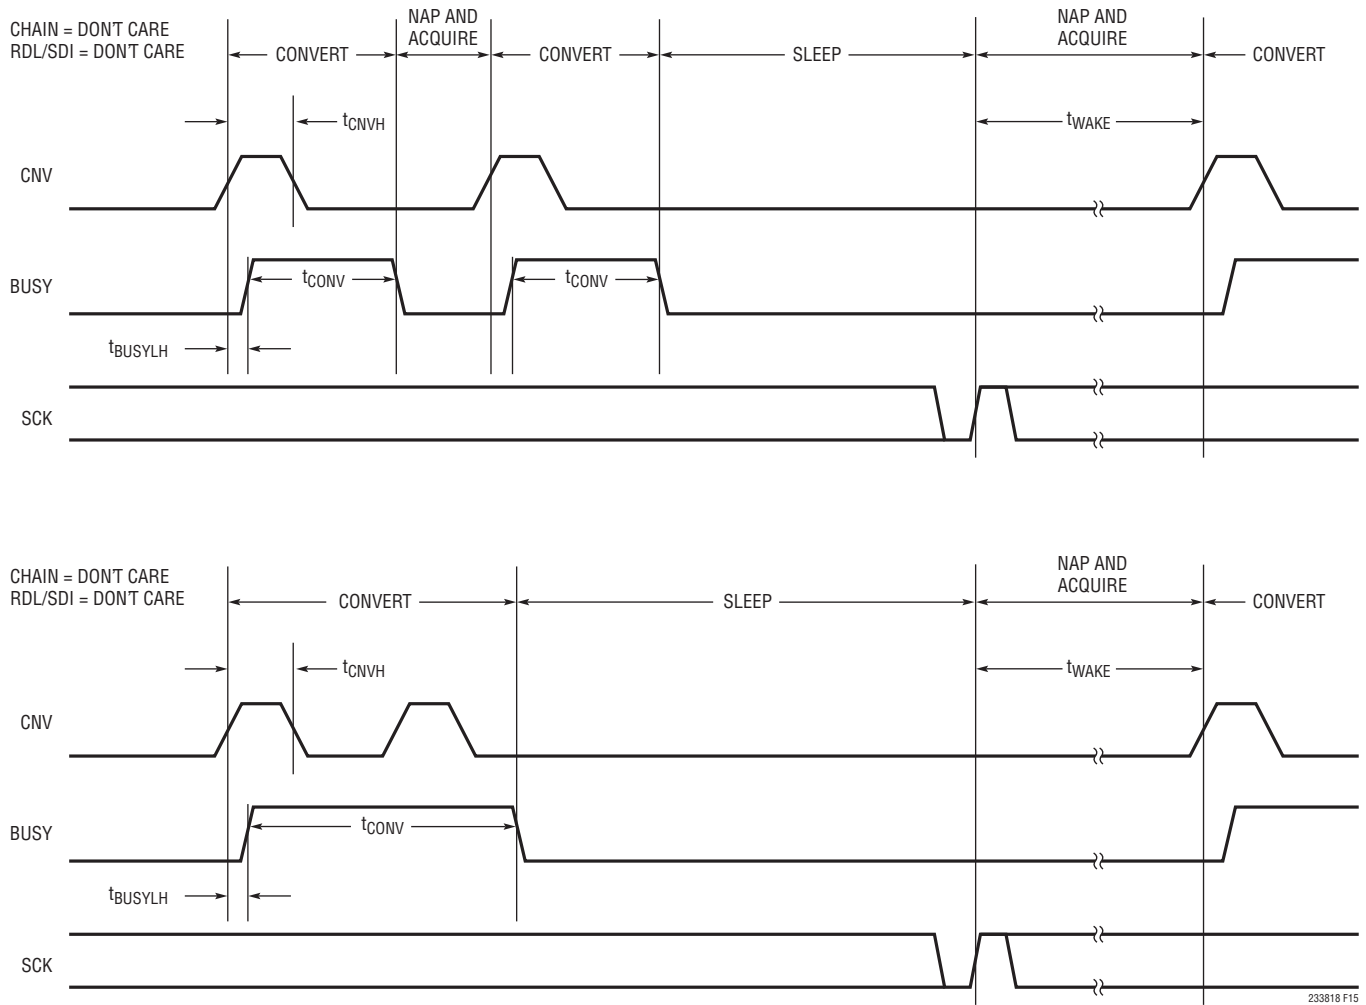 NAP AND
ACQUIRE
NAP AND
ACQUIRE
CHAIN = DON'T CARE
RDL/SDI = DON'T CARE
CONVERT
CONVERT
SLEEP
CONVERT
tCNVH
tWAKE
CNV
BUSY
tCONV
tCONV
tBUSYLH
SCK
NAP AND
ACQUIRE
CHAIN = DON'T CARE
RDL/SDI = DON'T CARE
CONVERT
SLEEP
CONVERT
tCNVH
tWAKE
CNV
BUSY
tCONV
tBUSYLH
SCK
233818 F15